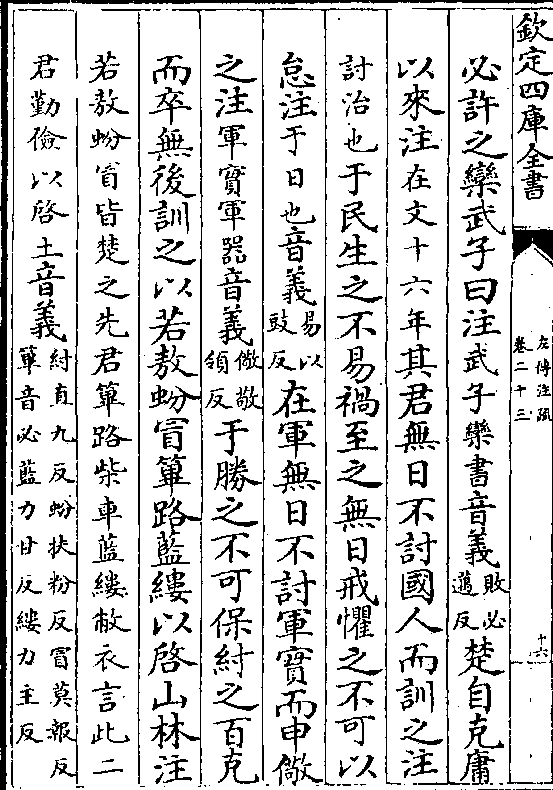 欽定四庫全書
左傳注疏
卷二十三
十六
必許之欒武子曰注武子欒書音義敗必邁反楚自克庸
以來注在文十六年其君無日不討國人而訓之注
討治也于民生之不易禍至之無日戒懼之不可以
怠注于曰也音義易以豉反在軍無日不討軍實而申儆
之注軍實軍器音義儆敬領反于勝之不可保紂之百克
而卒無後訓之以若敖蚡冒篳路藍縷以啓山林注
若敖蚡冒皆楚之先君篳路柴車藍縷敝衣言此二
君勤儉以啓土音義紂直九反蚡扶粉反冒莫報反篳音必藍力甘反縷力主反